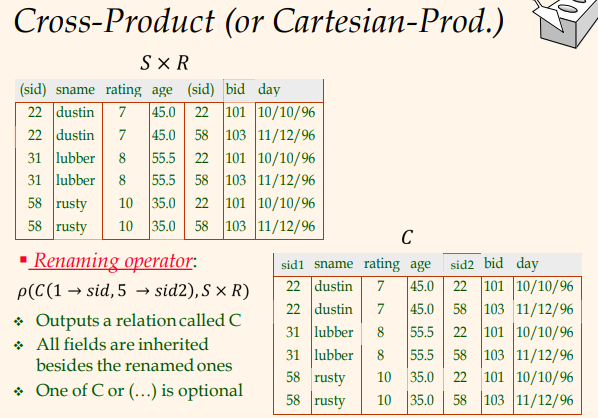 Cross-Product (or Cartesian-Prod.)
S × R
(sid) sname rating age (sid) bid day
22 dustin 7 45.0 22 101 10/10/96
22 dustin 7 45.0 58 103 11/12/96
31 lubber 8 55.5 22 101 10/10/96
31 lubber 8 55.5 58 103 11/12/96
58 rusty 10 35.0 22 101 10/10/96
58 rusty 10 35.0 58 103 11/12/96
▪ Renaming operator:
ρ(C(1 → sid, 5 → sid2), S × R)
❖ Outputs a relation called C
❖ All fields are inherited
besides the renamed ones
❖ One of C or (…) is optional
C
sid1 sname rating age sid2 bid day
22 dustin 7 45.0 22 101 10/10/96
22 dustin 7 45.0 58 103 11/12/96
31 lubber 8 55.5 22 101 10/10/96
31 lubber 8 55.5 58 103 11/12/96
58 rusty 10 35.0 22 101 10/10/96
58 rusty 10 35.0 58 103 11/12/96